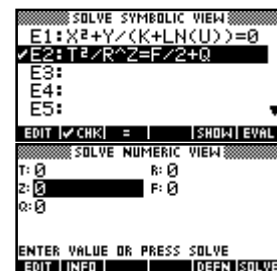 SOLVE SYMBOLIC VIEW
E1:X²+Y/(K+LN(U))=0
✓E2:T²/R^Z=F/2+Q
E3:
E4:
E5:
EDIT ✓CHK = SHOW EVAL
SOLVE NUMERIC VIEW
T: 0 R: 0
Z: 0 F: 0
Q: 0
ENTER VALUE OR PRESS SOLVE
EDIT INFO DEFN SOLVE